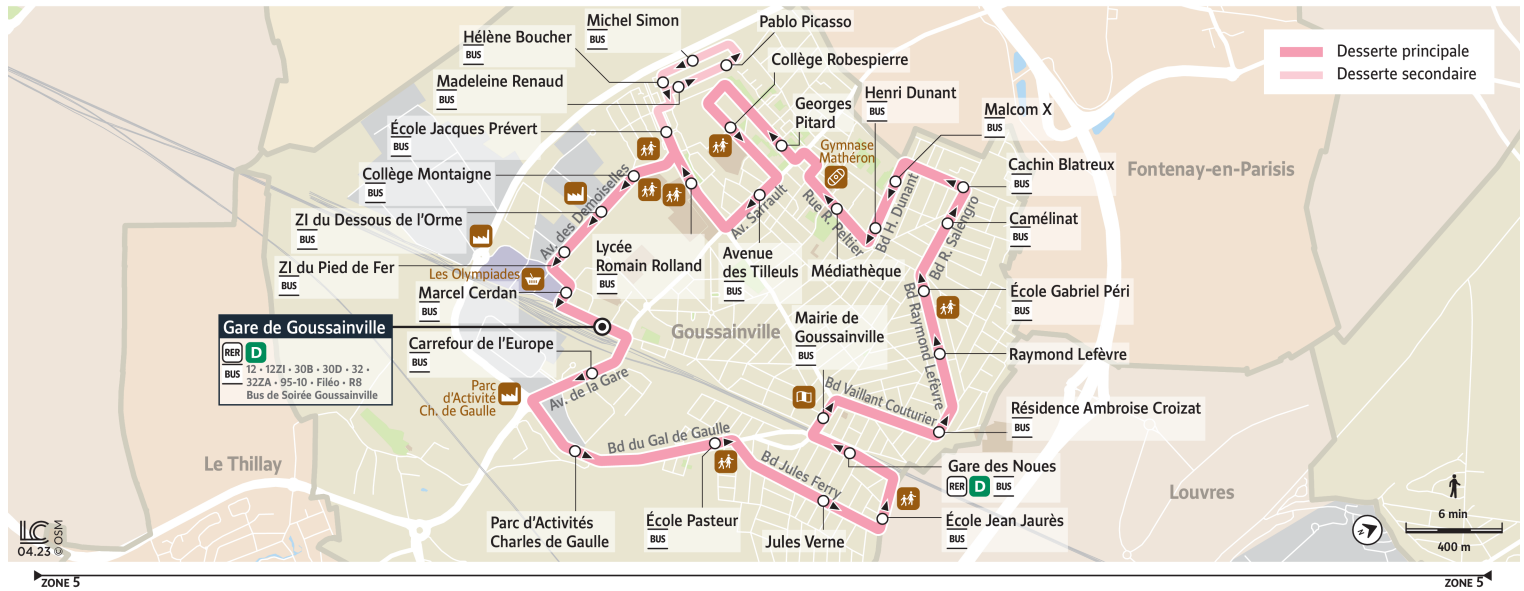 Michel Simon
BUS
Pablo Picasso
Hélène Boucher
BUS
Collège Robespierre
Madeleine Renaud
BUS
Georges
Pitard
Henri Dunant
BUS
Malcom X
BUS
École Jacques Prévert
BUS
Gymnase
Mathéron
Cachin Blatreux
BUS
Collège Montaigne
BUS
Camélinat
BUS
ZI du Dessous de l'Orme
BUS
ZI du Pied de Fer
BUS
Les Olympiades
Marcel Cerdan
BUS
Lycée
Romain Rolland
BUS
Avenue
des Tilleuls
BUS
Médiathèque
École Gabriel Péri
BUS
Gare de Goussainville
RER D
BUS 12 • 12ZI • 30B • 30D • 32 •
32ZA • 95-10 • Filéo • R8
Bus de Soirée Goussainville
Carrefour de l'Europe
BUS
Mairie de
Goussainville
BUS
Raymond Lefèvre
Parc
d'Activité
Ch. de Gaulle
Résidence Ambroise Croizat
BUS
Gare des Noues
RER D BUS
Parc d'Activités
Charles de Gaulle
École Pasteur
BUS
Jules Verne
École Jean Jaurès
BUS
Av. des Demoiselles
Av. Sarrault
Rue R. Peltier
Bd H. Dunant
Bd R. Salengro
Bd Raymond Lefèvre
Bd Vaillant Couturier
Av. de la Gare
Bd du Gal de Gaulle
Bd Jules Ferry
Goussainville
Fontenay-en-Parisis
Le Thillay
Louvres
Desserte principale
Desserte secondaire
6 min
400 m
LC
04.23 © OSM
ZONE 5
ZONE 5